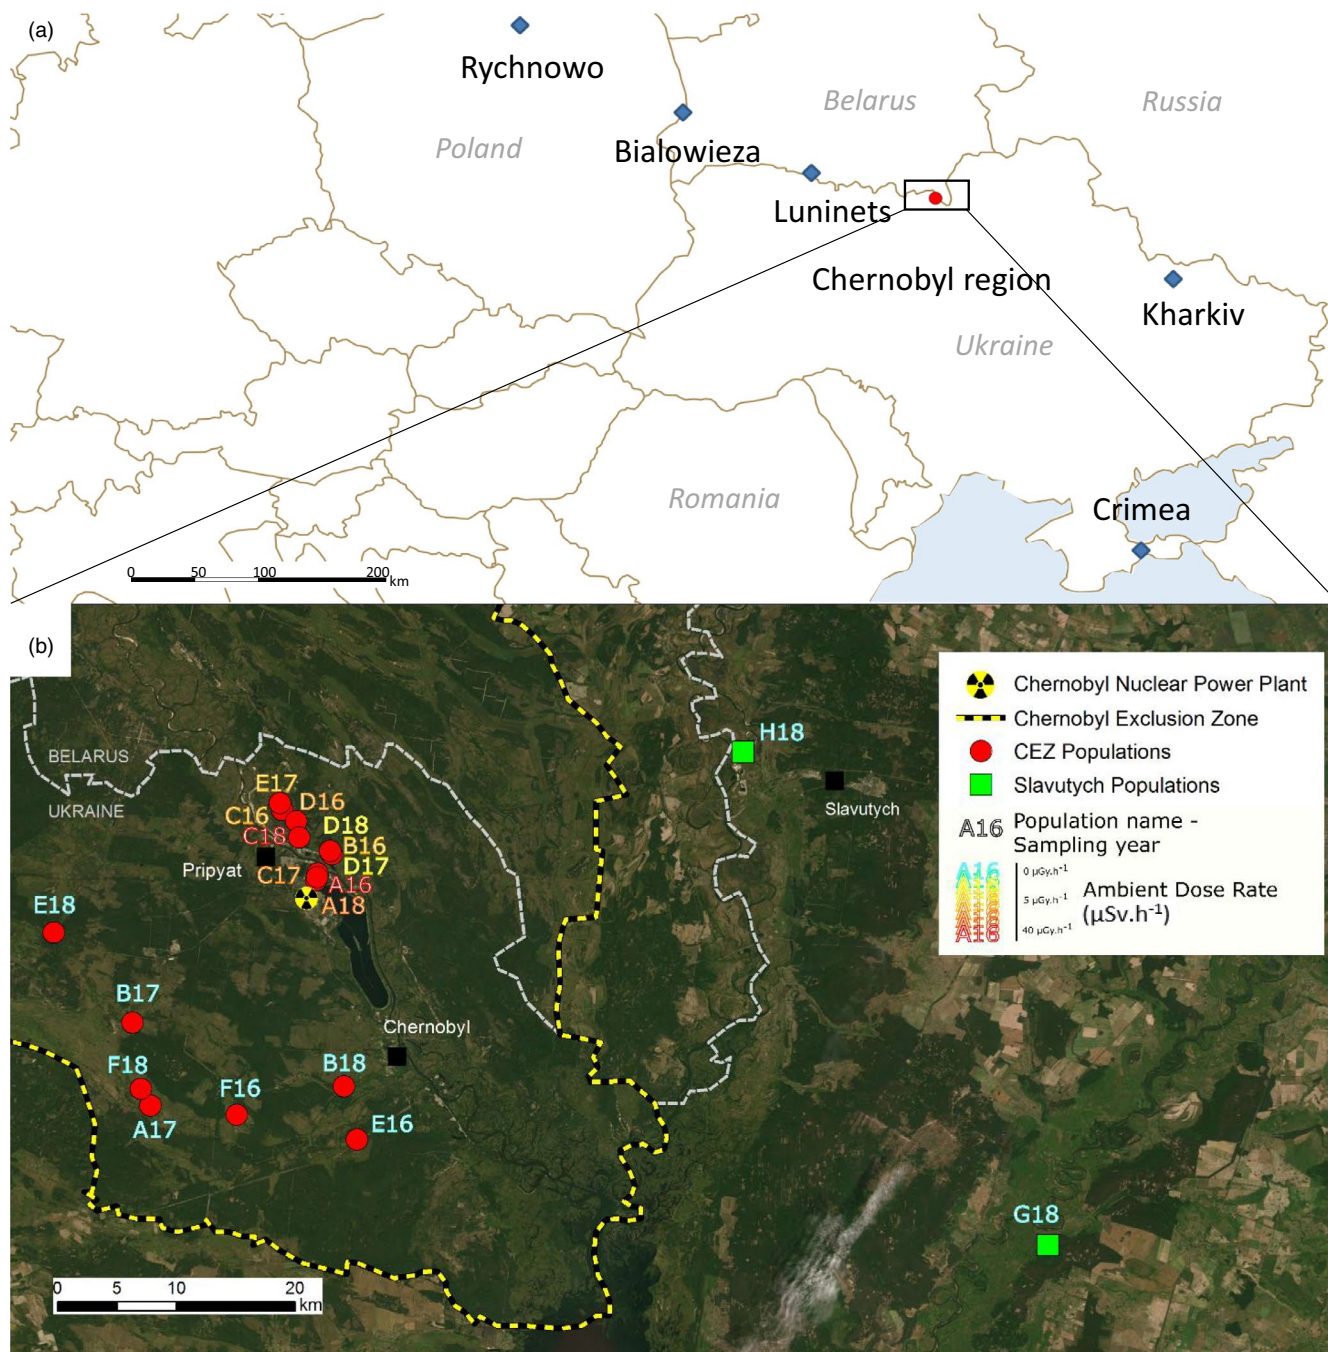 (a)
Rychnowo
Belarus
Russia
Poland
Bialowieza
Luninets
Chernobyl region
Kharkiv
Ukraine
Romania
Crimea
0 50 100 200
km
(b)
Chernobyl Nuclear Power Plant
Chernobyl Exclusion Zone
CEZ Populations
Slavutych Populations
A16 Population name -
Sampling year
A16
0 µGy.h-1
5 µGy.h-1
40 µGy.h-1
A16
Ambient Dose Rate
(µSv.h-1)
H18
BELARUS
UKRAINE
Slavutych
E17
D16
C16
D18
C18
B16
Pripyat
D17
C17
A16
A18
E18
B17
Chernobyl
F18
F16
B18
A17
E16
G18
0 5 10 20
km